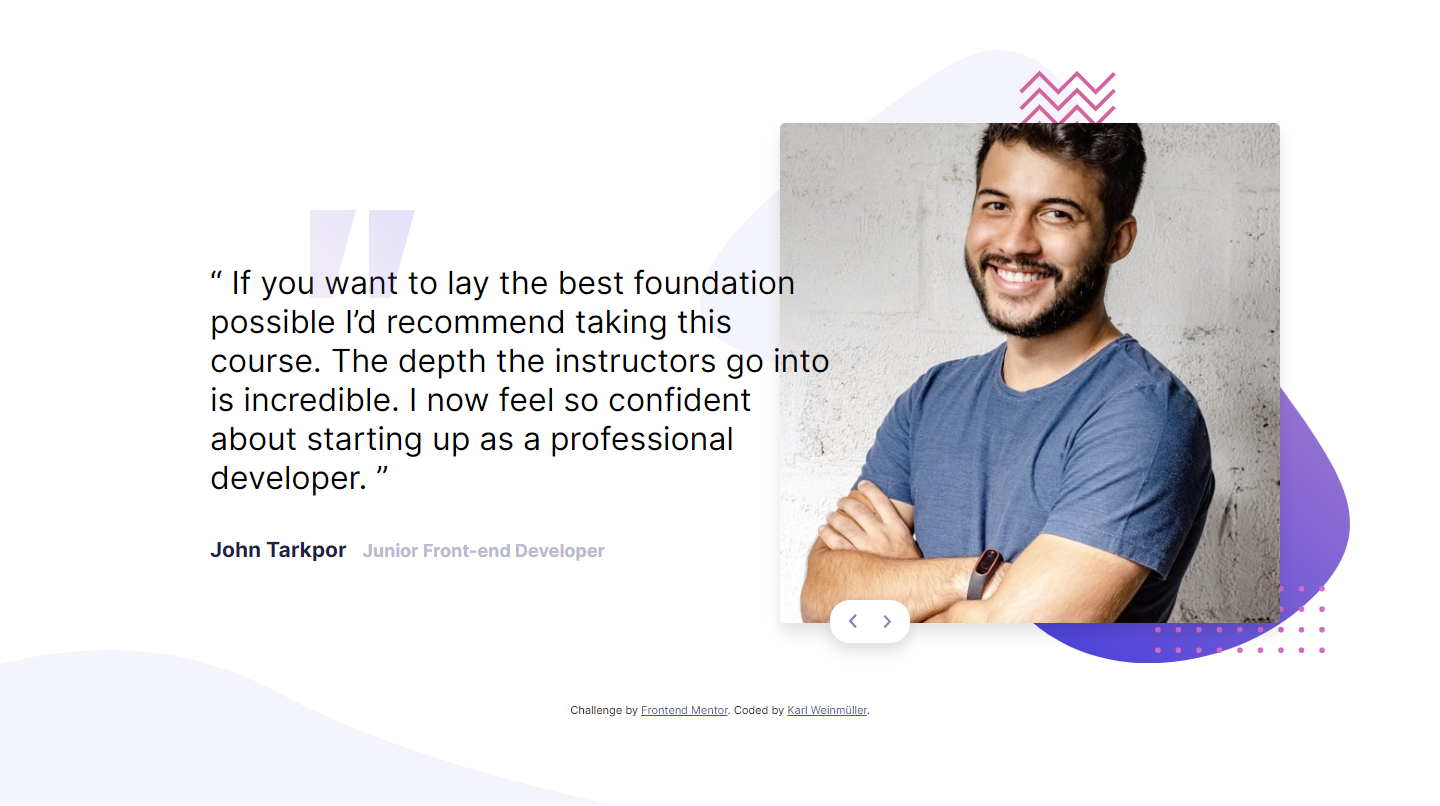 “ If you want to lay the best foundation
possible I’d recommend taking this
course. The depth the instructors go into
is incredible. I now feel so confident
about starting up as a professional
developer. ”
John Tarkpor Junior Front-end Developer
Challenge by Frontend Mentor. Coded by Karl Weinmüller.